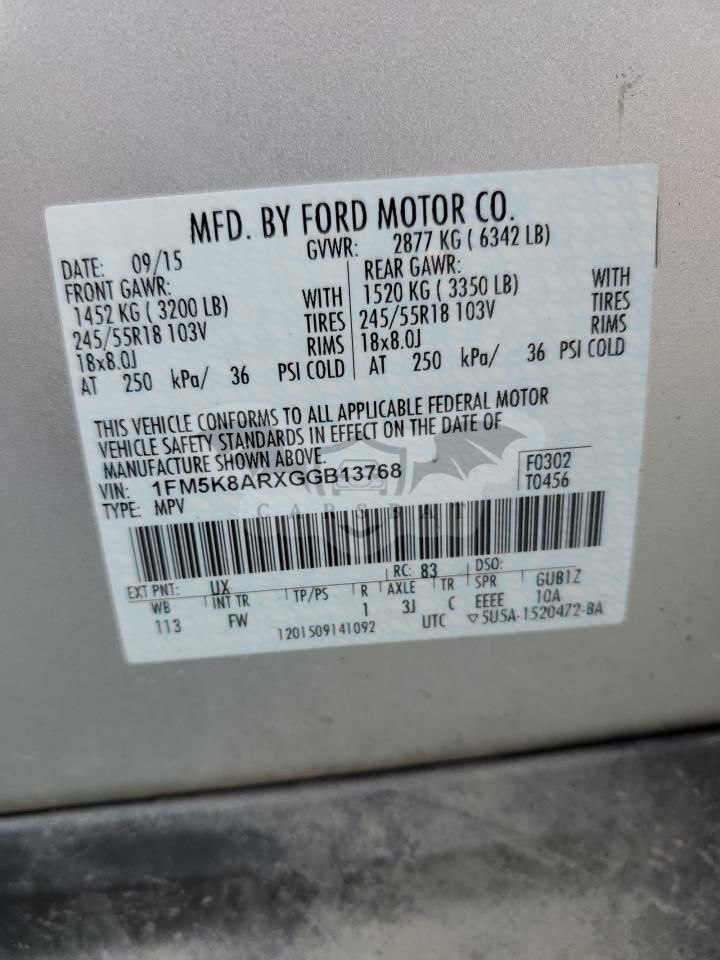 MFD. BY FORD MOTOR CO.
DATE: 09/15 GVWR: 2877 KG ( 6342 LB)
FRONT GAWR: REAR GAWR:
1452 KG ( 3200 LB) WITH 1520 KG ( 3350 LB) WITH
245/55R18 103V TIRES 245/55R18 103V TIRES
18x8.0J RIMS 18x8.0J RIMS
AT 250 kPa/ 36 PSI COLD AT 250 kPa/ 36 PSI COLD
THIS VEHICLE CONFORMS TO ALL APPLICABLE FEDERAL MOTOR
VEHICLE SAFETY STANDARDS IN EFFECT ON THE DATE OF
MANUFACTURE SHOWN ABOVE.
VIN: 1FM5K8ARXGGB13768 F0302
TYPE: MPV T0456
CARSBAT
EXT PNT: UX RC: 83 DSO:
WB INT TR TP/PS R AXLE TR SPR GUB1Z
113 FW 1 3J C EEEE 10A
1201509141092 UTC ▽5U5A-1520472-BA